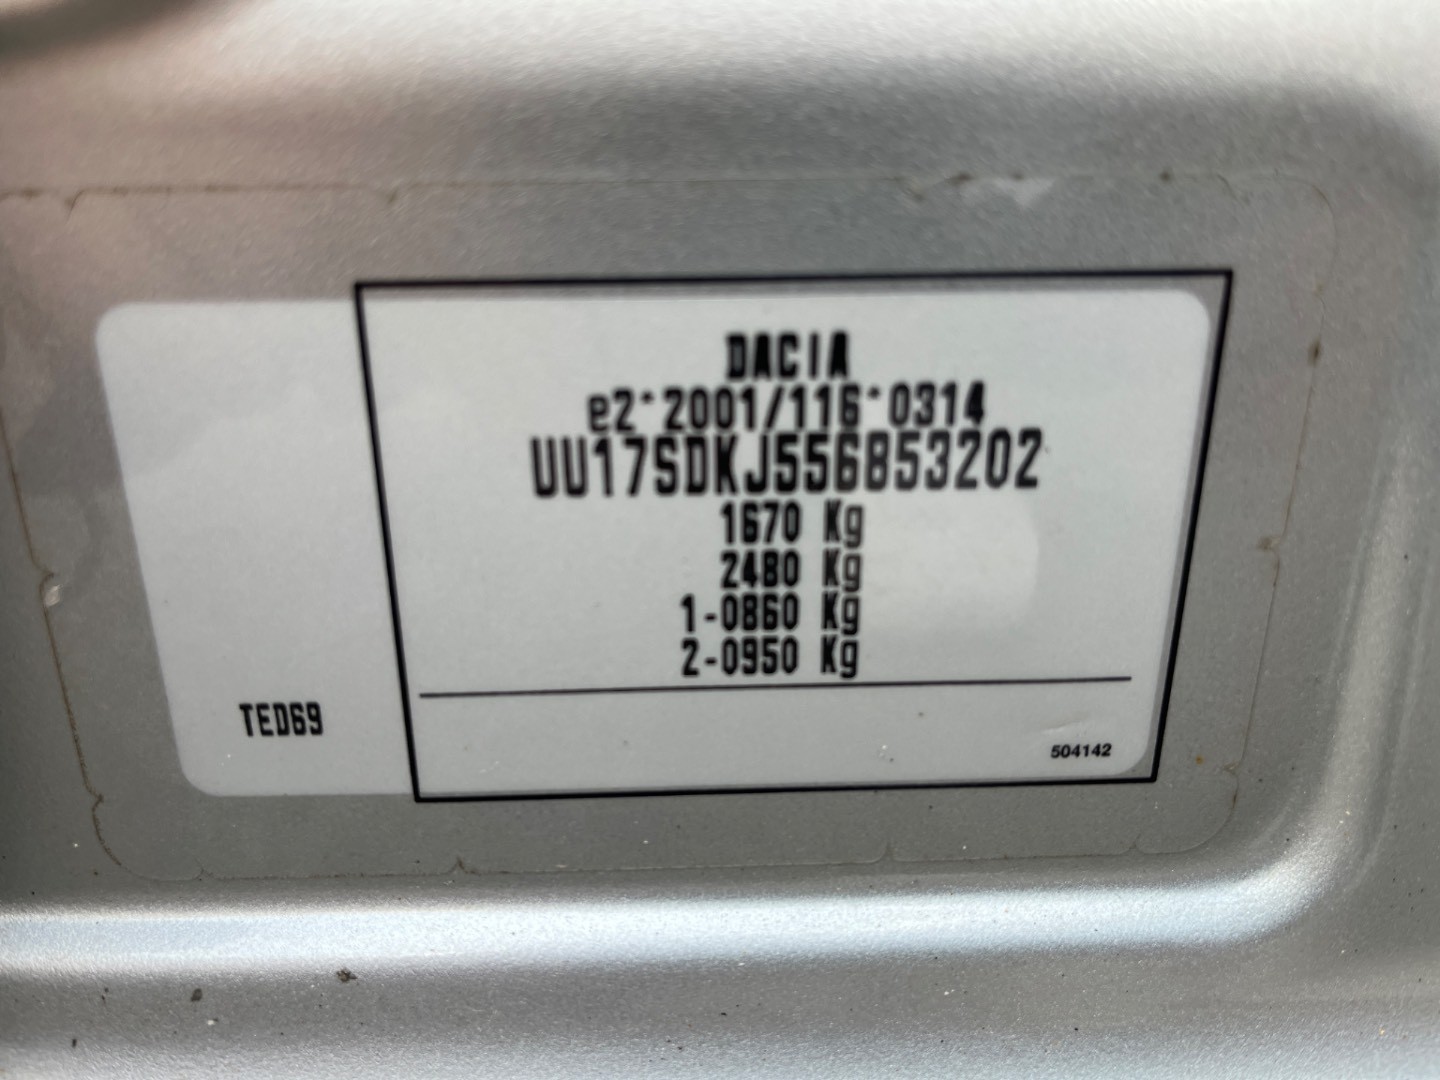 DACIA
e2*2001/116*0314
UU17SDKJ556853202
1670 Kg
2480 Kg
1-0860 Kg
2-0950 Kg
TED69
504142